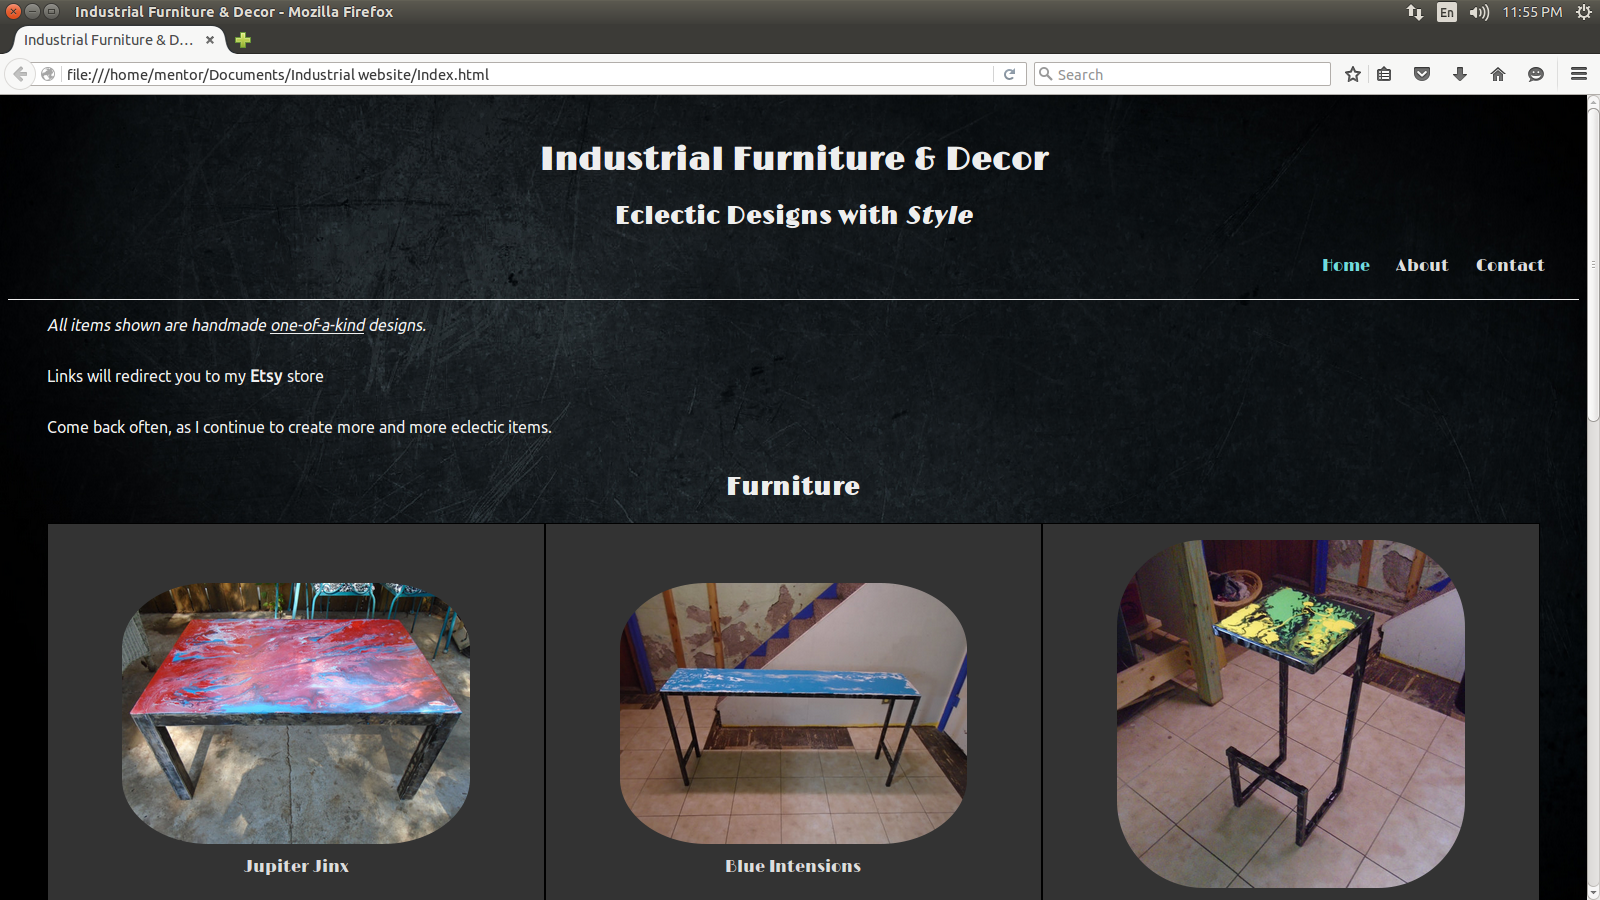 Industrial Furniture & Decor - Mozilla Firefox
En
11:55 PM
Industrial Furniture & D...
file:///home/mentor/Documents/Industrial website/Index.html
Search
Industrial Furniture & Decor
Eclectic Designs with Style
Home About Contact
All items shown are handmade one-of-a-kind designs.
Links will redirect you to my Etsy store
Come back often, as I continue to create more and more eclectic items.
Furniture
Jupiter Jinx
Blue Intensions